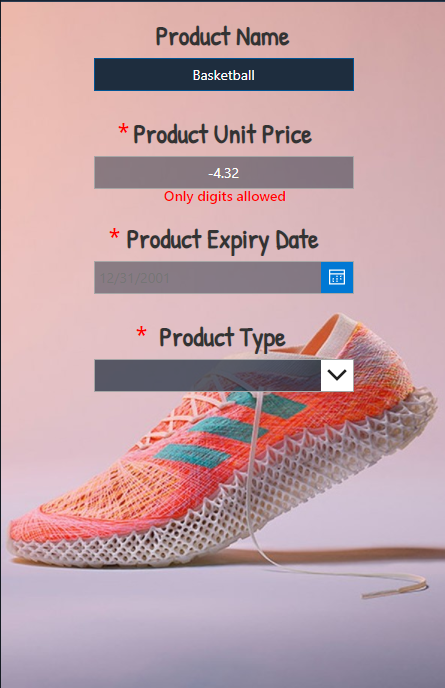 Product Name
Basketball
* Product Unit Price
-4.32
Only digits allowed
* Product Expiry Date
12/31/2001
* Product Type